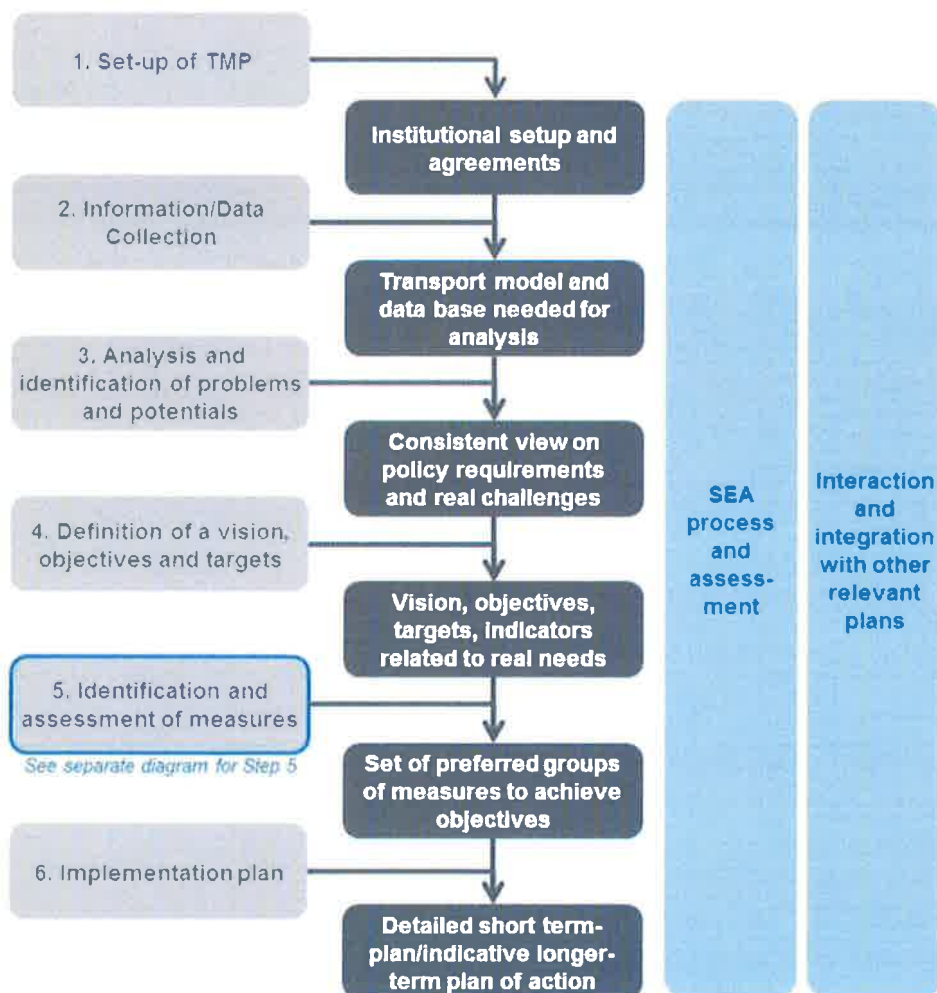 1. Set-up of TMP
Institutional setup and
agreements
2. Information/Data
Collection
Transport model and
data base needed for
analysis
3. Analysis and
identification of problems
and potentials
Consistent view on
policy requirements
and real challenges
4. Definition of a vision,
objectives and targets
Vision, objectives,
targets, indicators
related to real needs
5. Identification and
assessment of measures
See separate diagram for Step 5
Set of preferred groups
of measures to achieve
objectives
6. Implementation plan
Detailed short term-
plan/indicative longer-
term plan of action
SEA
process
and
assess-
ment
Interaction
and
integration
with other
relevant
plans